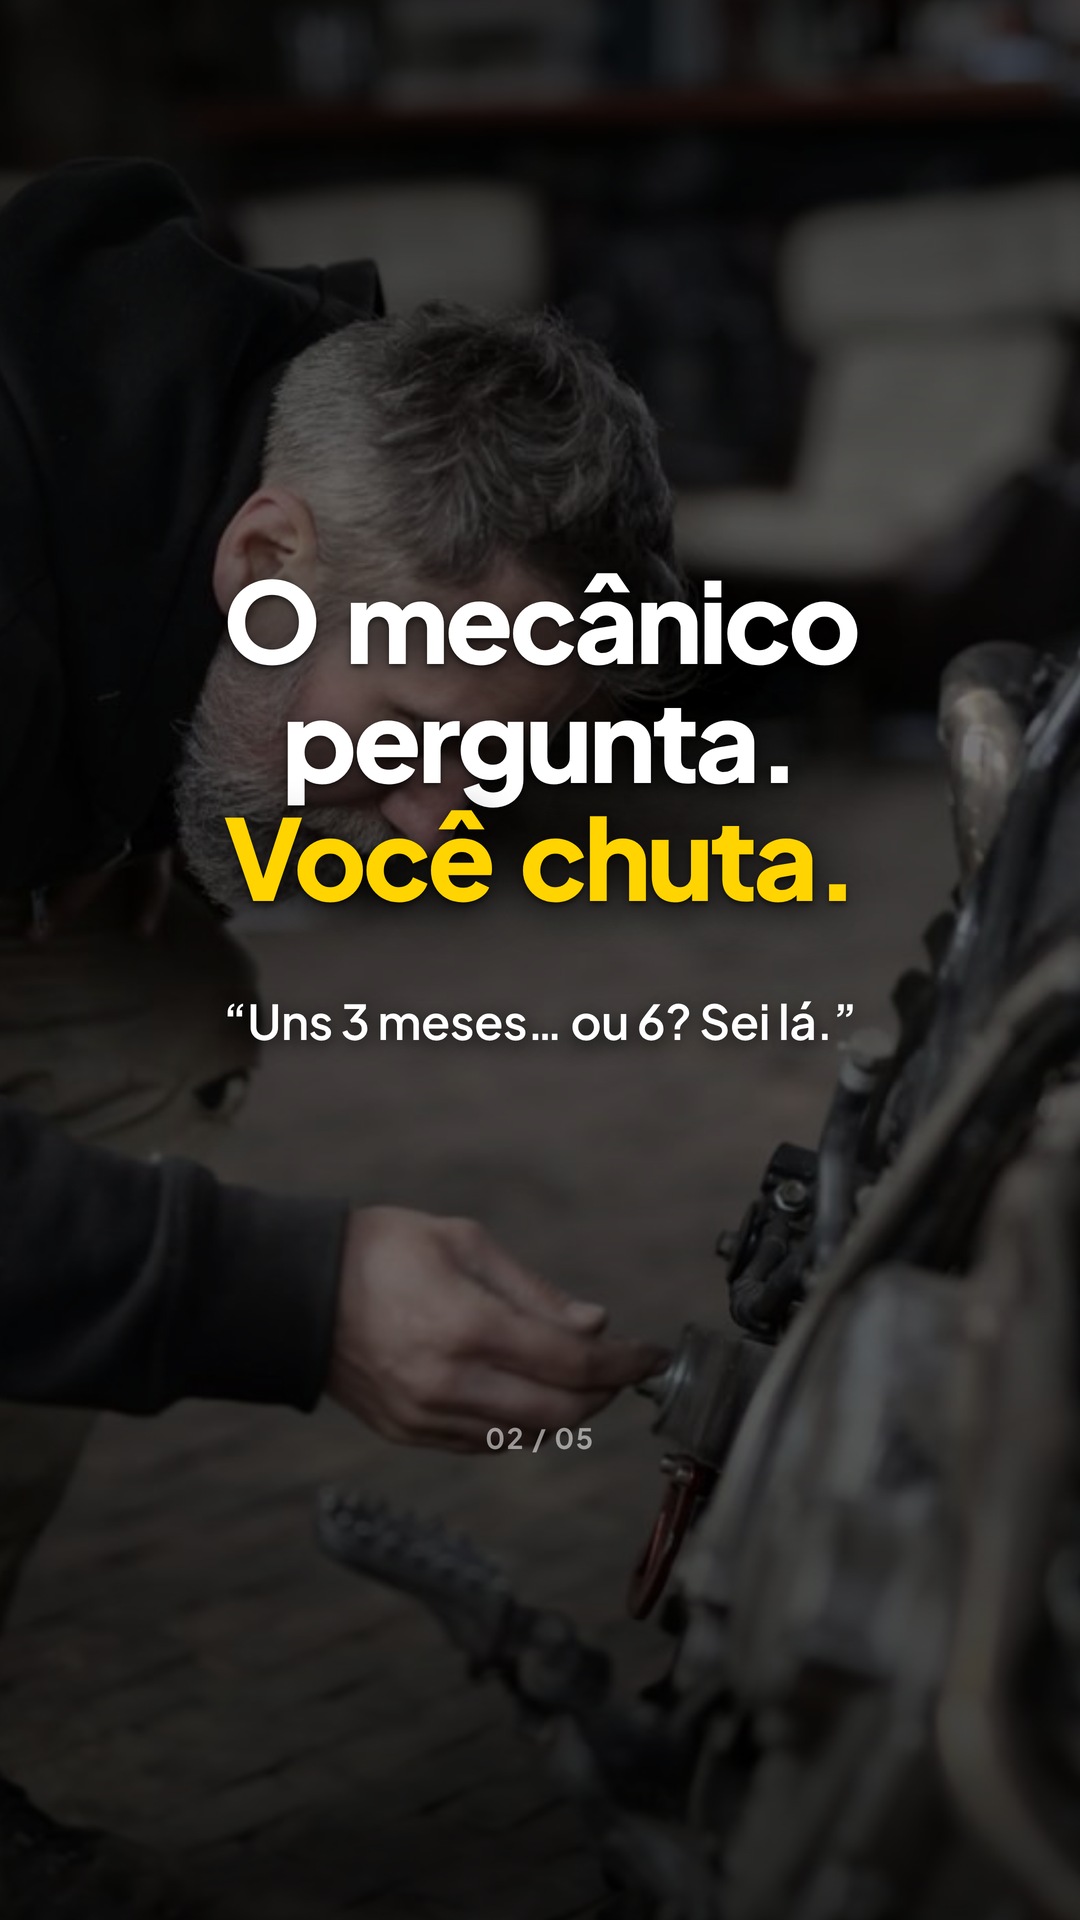 O mecânico
pergunta.
Você chuta.
“Uns 3 meses... ou 6? Sei lá.”
02 / 05